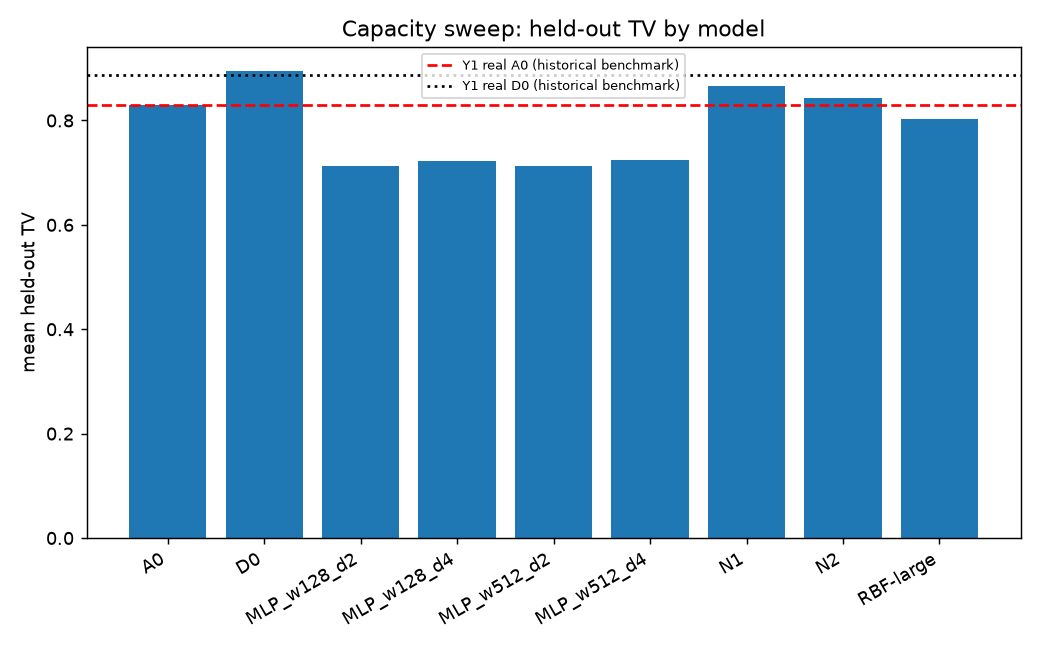 Capacity sweep: held-out TV by model
Y1 real A0 (historical benchmark)
Y1 real D0 (historical benchmark)
mean held-out TV
0.8
0.6
0.4
0.2
0.0
A0
D0
MLP_w128_d2
MLP_w128_d4
MLP_w512_d2
MLP_w512_d4
N1
N2
RBF-large